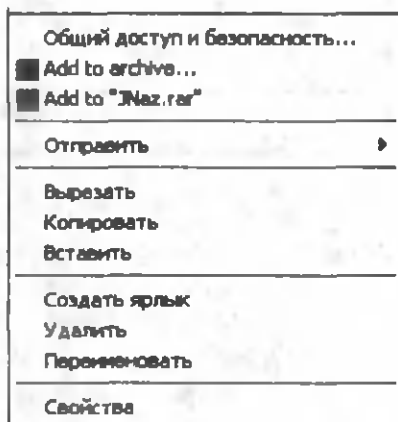 Общий доступ и безопасность...
Add to archive...
Add to "JNaz.rar"
Отправить
Вырезать
Копировать
Вставить
Создать ярлык
Удалить
Переименовать
Свойства